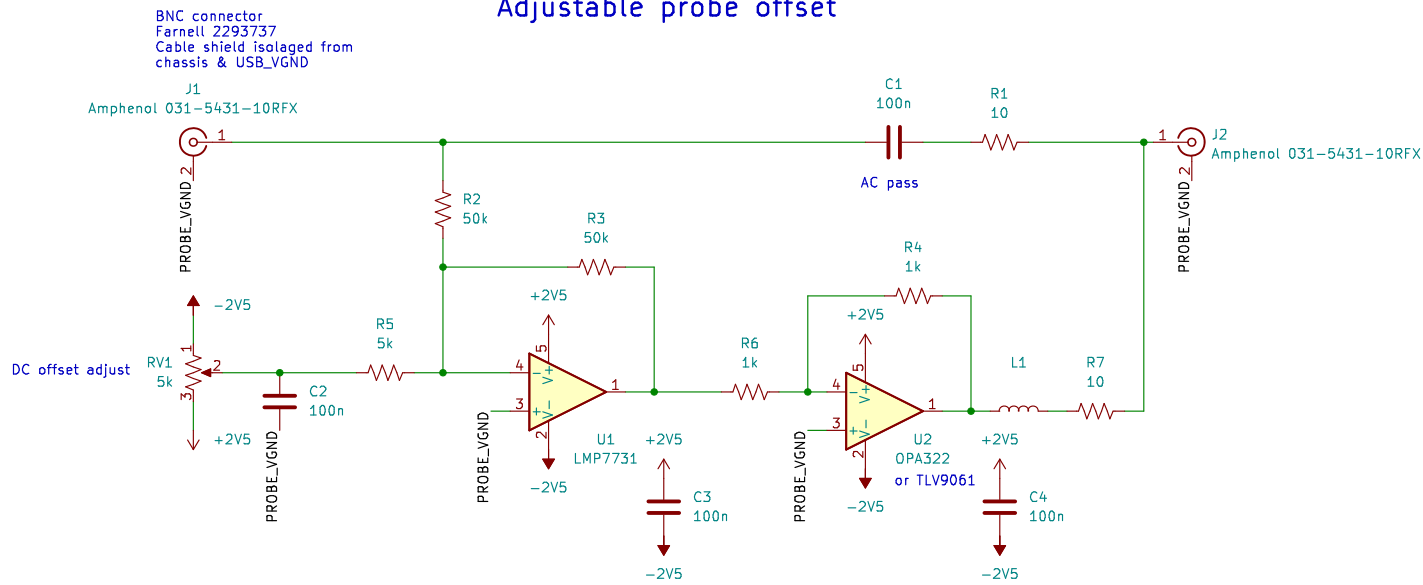 Adjustable probe offset
BNC connector
Farnell 2293737
Cable shield isolaged from
chassis & USB_VGND
J1
Amphenol 031-5431-10RFX
1
2
PROBE_VGND
C1
100n
AC pass
R1
10
1
2
J2
Amphenol 031-5431-10RFX
PROBE_VGND
R2
50k
R3
50k
R4
1k
-2V5
DC offset adjust
RV1
5k
1
2
3
+2V5
C2
100n
PROBE_VGND
R5
5k
+2V5
5
4
3
1
2
-
+
V+
V-
PROBE_VGND
U1
LMP7731
-2V5
+2V5
C3
100n
-2V5
R6
1k
+2V5
5
4
3
1
2
-
+
V+
V-
PROBE_VGND
U2
OPA322
or TLV9061
-2V5
L1
R7
10
+2V5
C4
100n
-2V5